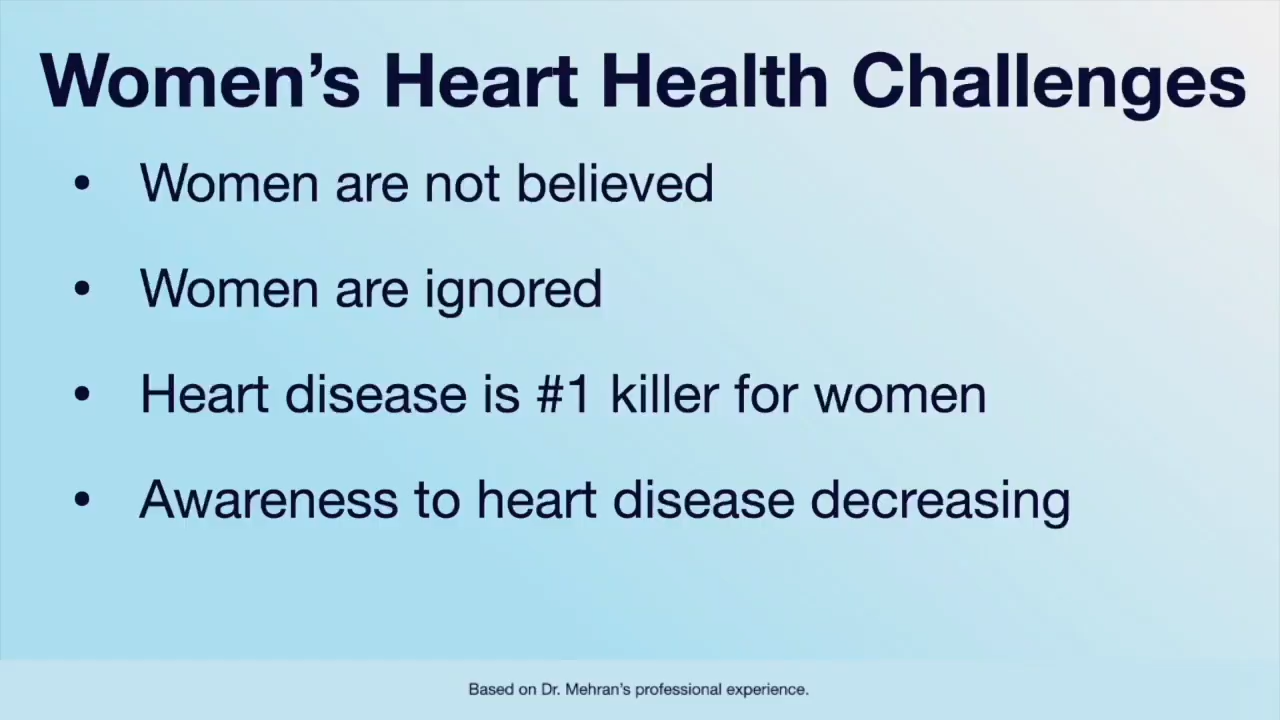 Women’s Heart Health Challenges
• Women are not believed
• Women are ignored
• Heart disease is #1 killer for women
• Awareness to heart disease decreasing
Based on Dr. Mehran’s professional experience.